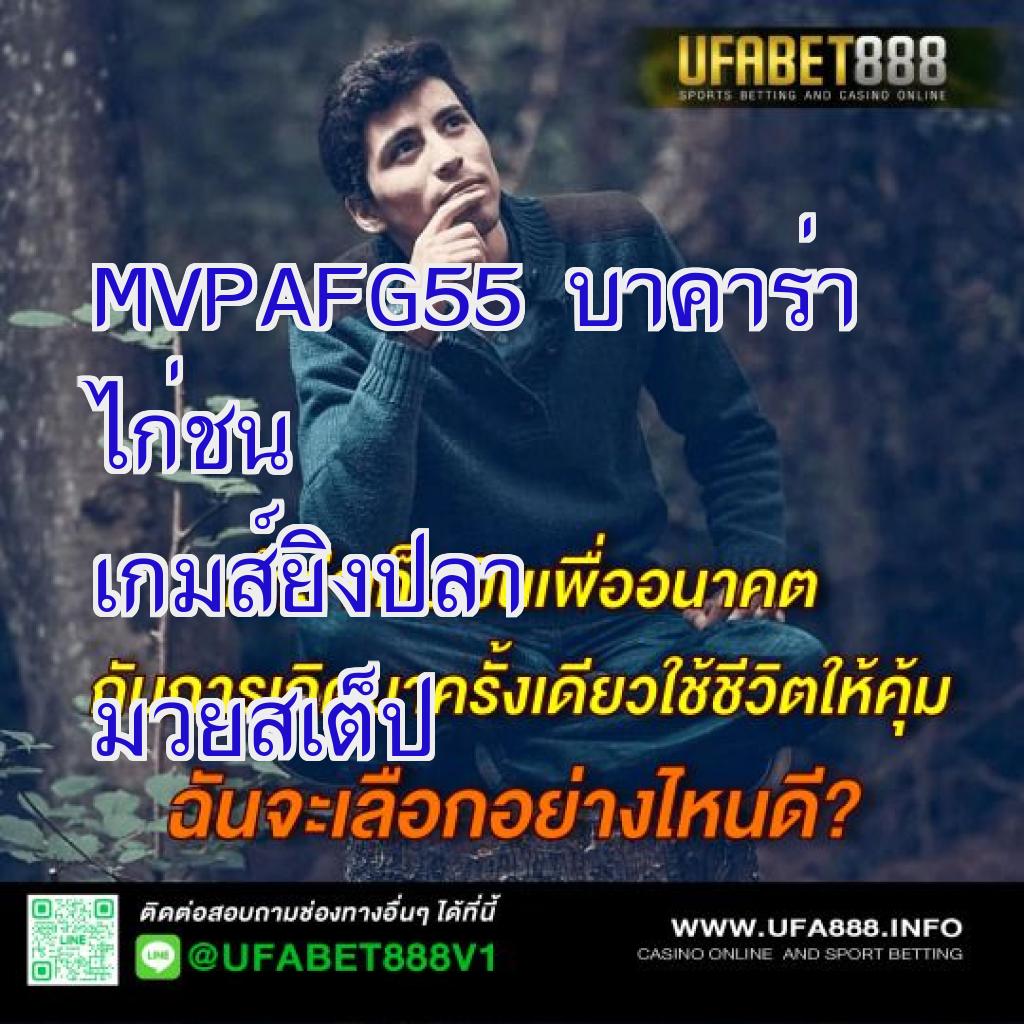 UFABET888
SPORTS BETTING AND CASINO ONLINE
MVPAFG55 บาคาร่า
ไก่ชน
เกมส์ยิงปลา
เพื่ออนาคต
มวยสเต็ป
ครั้งเดียวใช้ชีวิตให้คุ้ม
ฉันจะเลือกอย่างไหนดี?
ติดต่อสอบถามช่องทางอื่นๆ ได้ที่นี้
LINE
LINE @UFABET888V1
WWW.UFA888.INFO
CASINO ONLINE AND SPORT BETTING